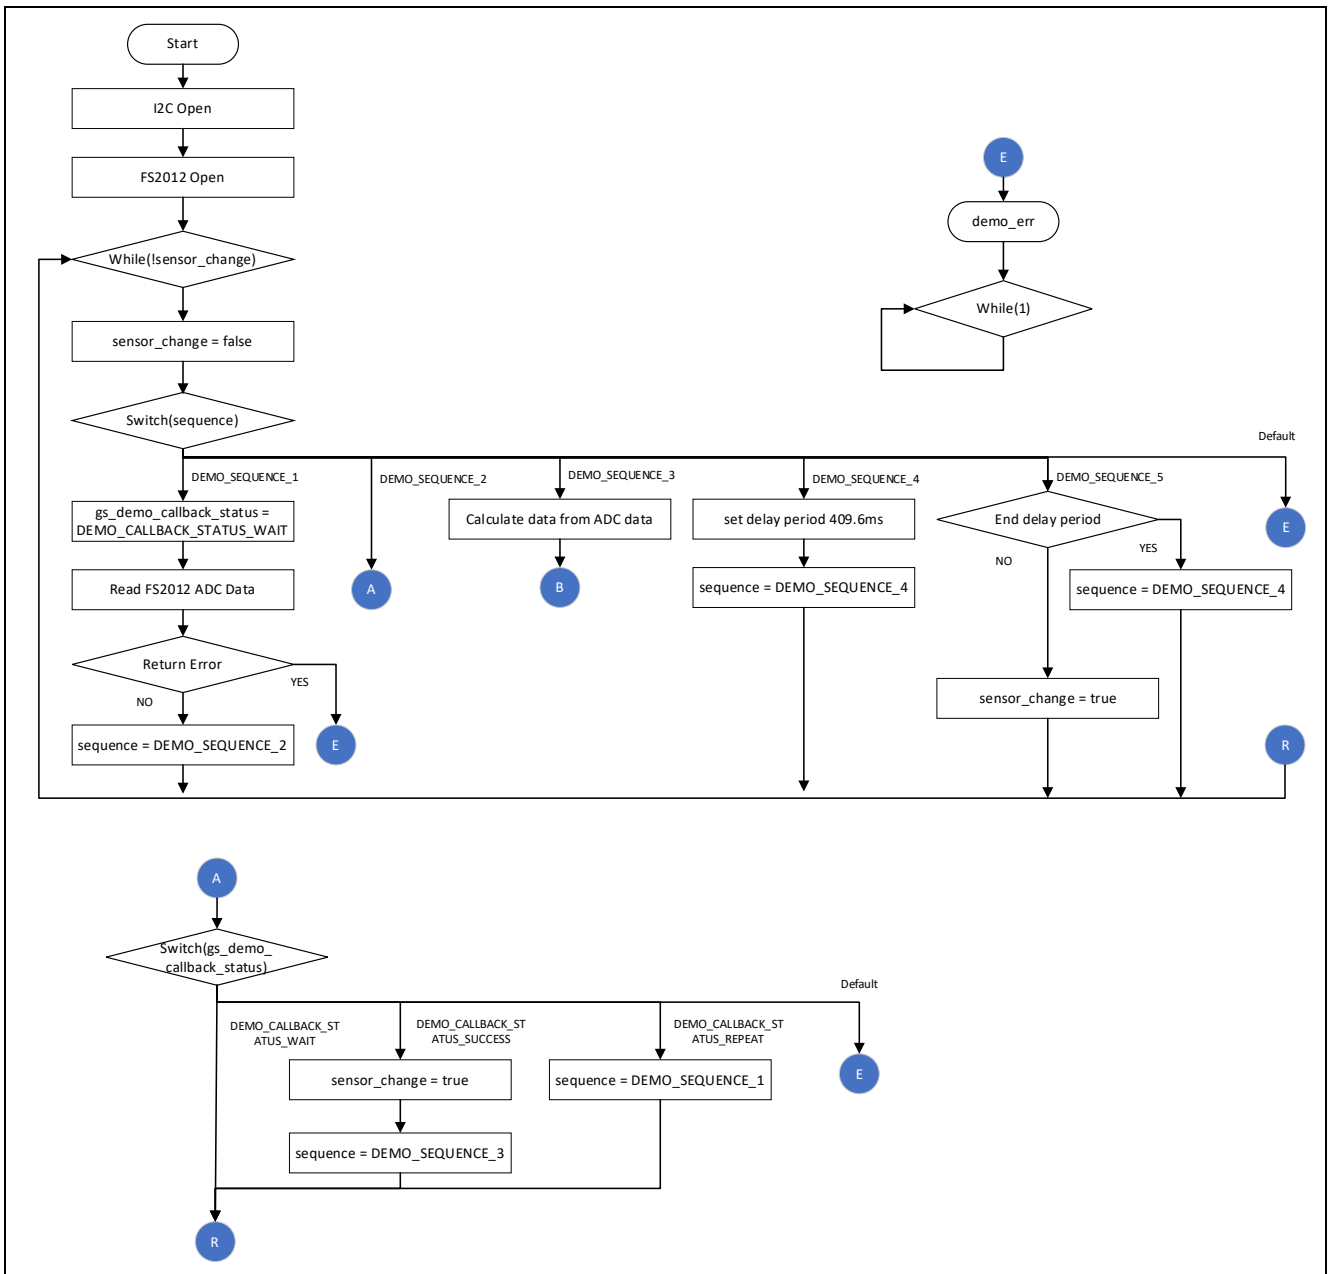 Start
I2C Open
FS2012 Open
While(!sensor_change)
sensor_change = false
Switch(sequence)
E
demo_err
While(1)
Default
DEMO_SEQUENCE_1
DEMO_SEQUENCE_2
DEMO_SEQUENCE_3
DEMO_SEQUENCE_4
DEMO_SEQUENCE_5
gs_demo_callback_status =
DEMO_CALLBACK_STATUS_WAIT
Calculate data from ADC data
set delay period 409.6ms
End delay period
E
NO
YES
Read FS2012 ADC Data
A
B
sequence = DEMO_SEQUENCE_4
sequence = DEMO_SEQUENCE_4
Return Error
YES
NO
sensor_change = true
sequence = DEMO_SEQUENCE_2
E
R
A
Switch(gs_demo_
callback_status)
Default
DEMO_CALLBACK_ST
ATUS_WAIT
DEMO_CALLBACK_ST
ATUS_SUCCESS
DEMO_CALLBACK_ST
ATUS_REPEAT
sensor_change = true
sequence = DEMO_SEQUENCE_1
E
sequence = DEMO_SEQUENCE_3
R